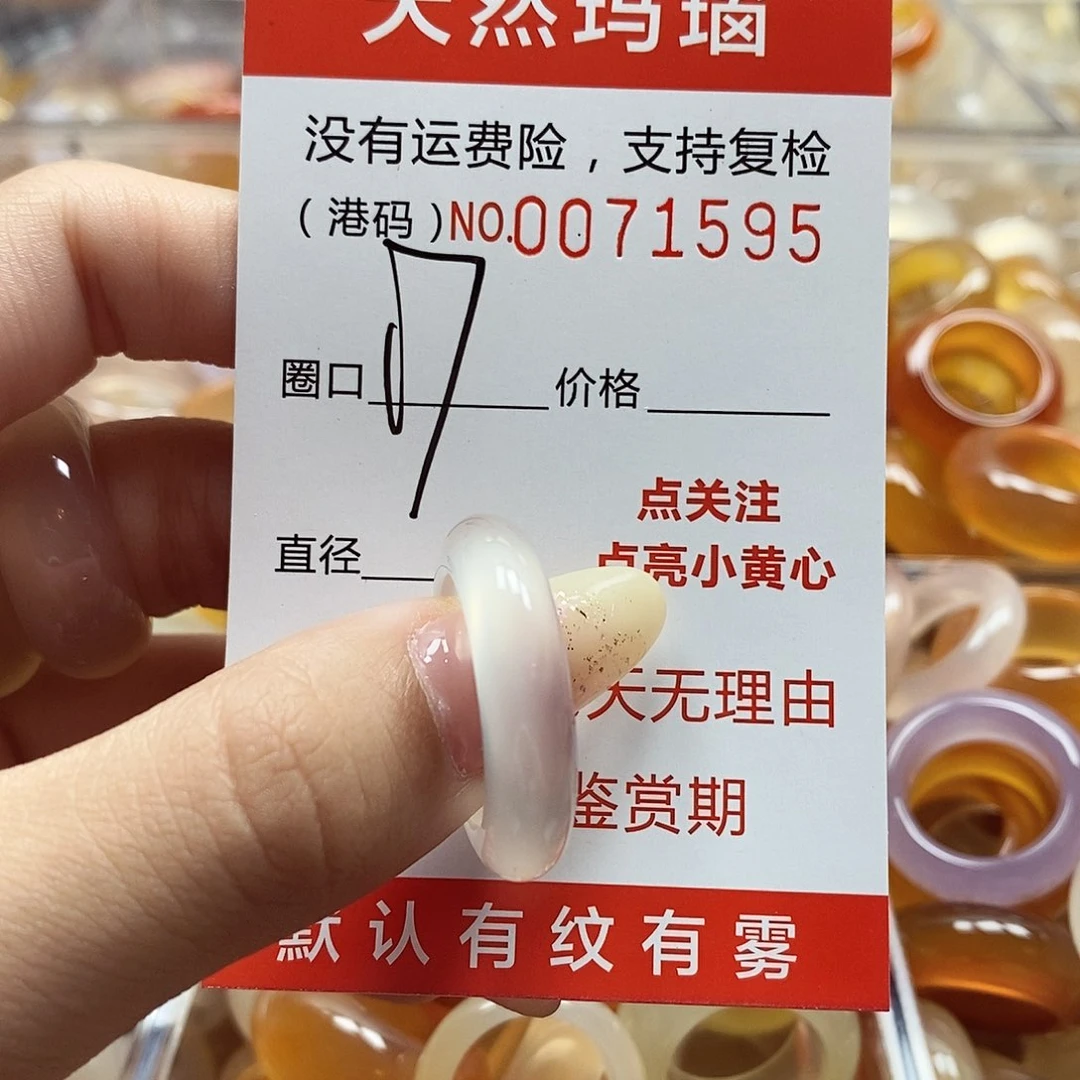 天然玛瑙
没有运费险，支持复检
（港码）NO.0071595
圈口 17 价格
直径
点关注
点亮小黄心
天无理由
鉴赏期
默认有纹有雾